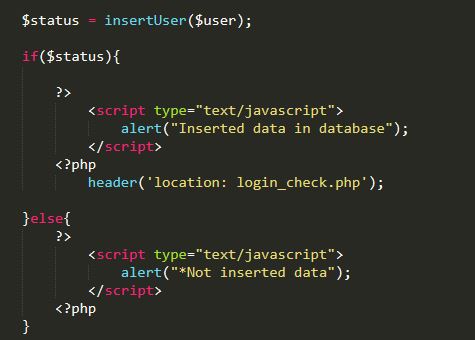 $status = insertUser($user);
if($status){
?>
<script type="text/javascript">
alert("Inserted data in database");
</script>
<?php
header('location: login_check.php');
}else{
?>
<script type="text/javascript">
alert("*Not inserted data");
</script>
<?php
}